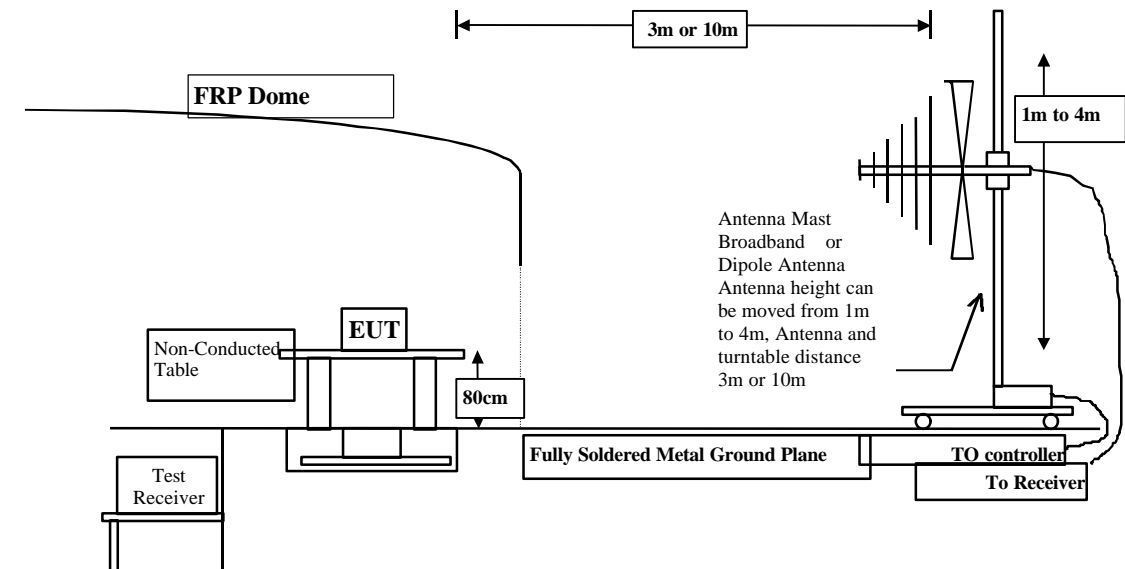 3m or 10m
FRP Dome
1m to 4m
Antenna Mast
Broadband or
Dipole Antenna
Antenna height can
be moved from 1m
to 4m, Antenna and
turntable distance
3m or 10m
EUT
Non-Conducted
Table
80cm
Fully Soldered Metal Ground Plane
TO controller
To Receiver
Test
Receiver